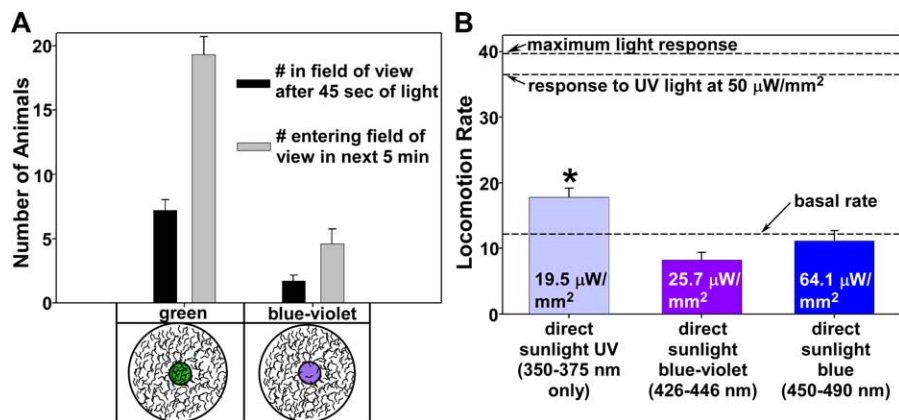 A
Number of Animals
20
15
10
5
0
# in field of view
after 45 sec of light
# entering field of
view in next 5 min
green
blue-violet
B
Locomotion Rate
40
30
20
10
0
maximum light response
response to UV light at 50 μW/mm²
*
basal rate
19.5 μW/
mm²
25.7 μW/
mm²
64.1 μW/
mm²
direct
sunlight UV
(350-375 nm
only)
direct
sunlight
blue-violet
(426-446 nm)
direct
sunlight
blue
(450-490 nm)